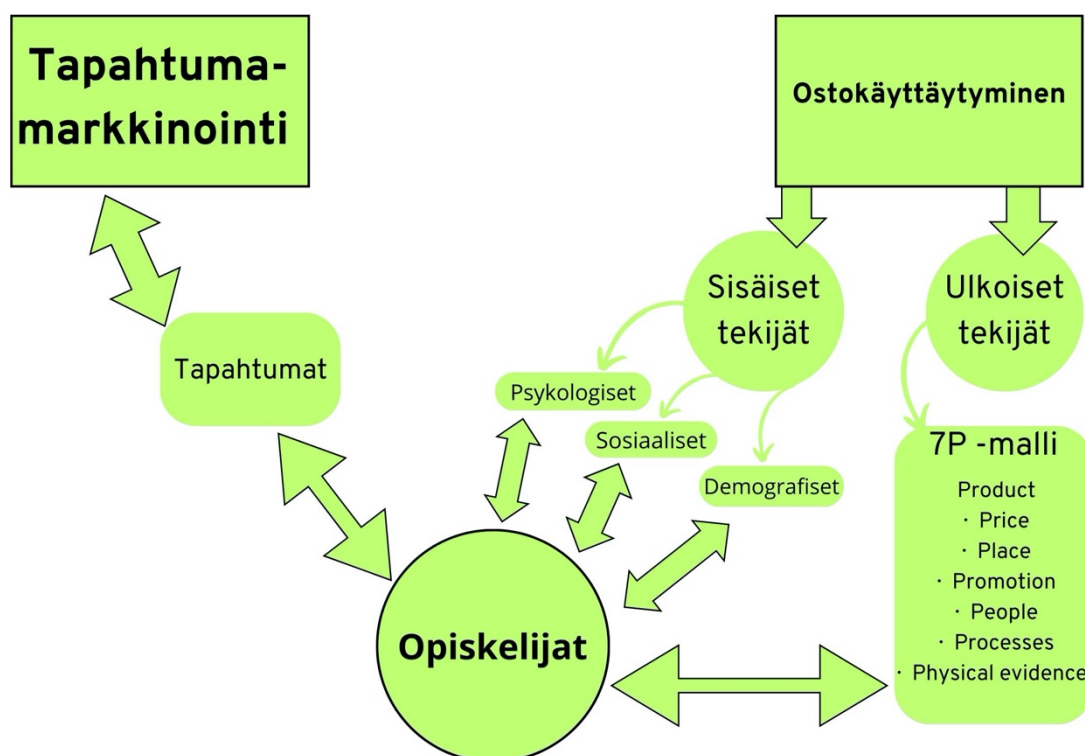 Tapahtuma-
markkinointi
Ostokäyttäytyminen
Sisäiset
tekijät
Ulkoiset
tekijät
Tapahtumat
Psykologiset
Sosiaaliset
Demografiset
7P -malli
Product
· Price
· Place
· Promotion
· People
· Processes
· Physical evidence
Opiskelijat